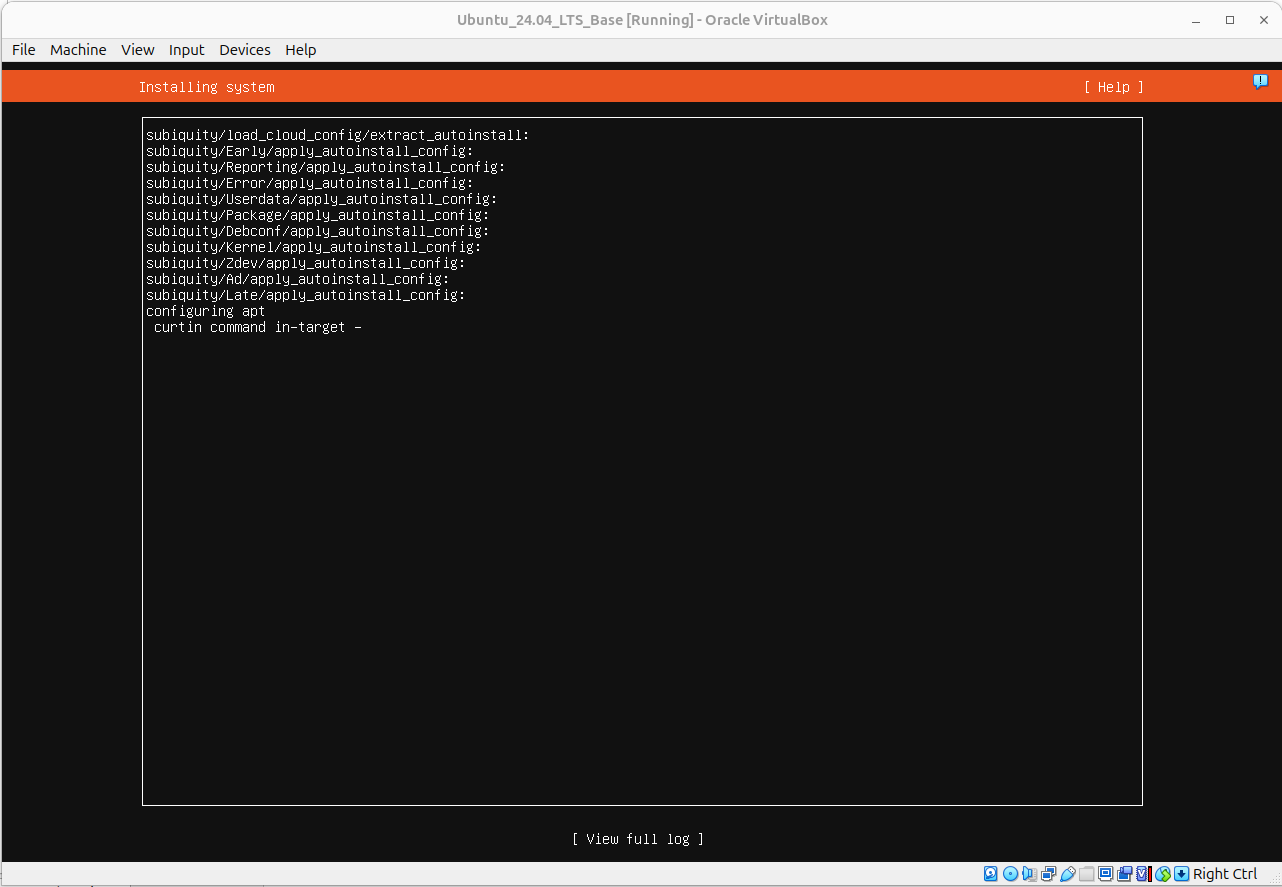 Ubuntu_24.04_LTS_Base [Running] - Oracle VirtualBox
File Machine View Input Devices Help
Installing system [ Help ]
subiquity/load_cloud_config/extract_autoinstall:
subiquity/Early/apply_autoinstall_config:
subiquity/Reporting/apply_autoinstall_config:
subiquity/Error/apply_autoinstall_config:
subiquity/Userdata/apply_autoinstall_config:
subiquity/Package/apply_autoinstall_config:
subiquity/Debconf/apply_autoinstall_config:
subiquity/Kernel/apply_autoinstall_config:
subiquity/Zdev/apply_autoinstall_config:
subiquity/Ad/apply_autoinstall_config:
subiquity/Late/apply_autoinstall_config:
configuring apt
curtin command in-target -
[ View full log ]
Right Ctrl